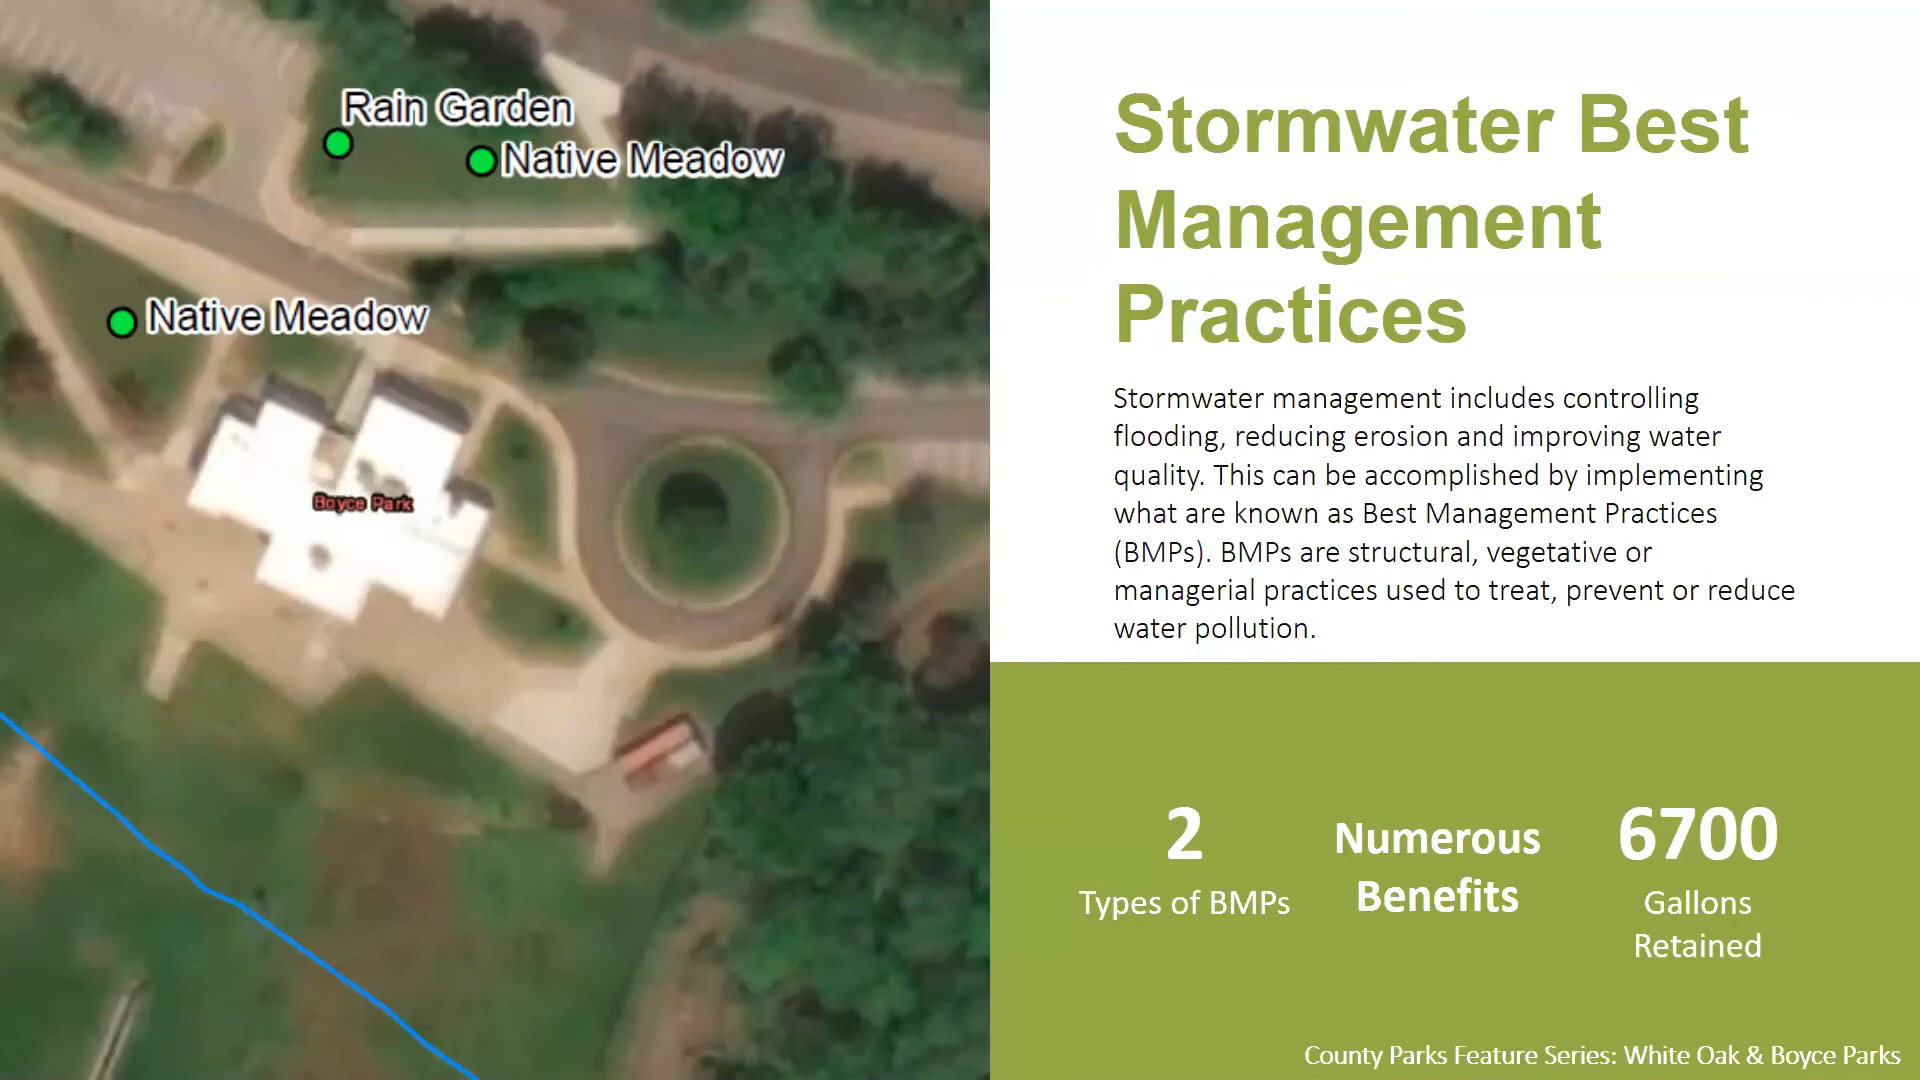 Rain Garden
Native Meadow
Native Meadow
Boyce Park
Stormwater Best
Management
Practices
Stormwater management includes controlling
flooding, reducing erosion and improving water
quality. This can be accomplished by implementing
what are known as Best Management Practices
(BMPs). BMPs are structural, vegetative or
managerial practices used to treat, prevent or reduce
water pollution.
2
Types of BMPs
Numerous
Benefits
6700
Gallons
Retained
County Parks Feature Series: White Oak & Boyce Parks